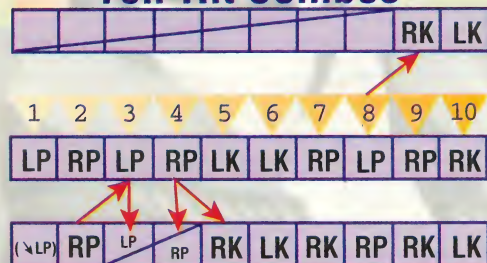 RK LK
1 2 3 4 5 6 7 8 9 10
LP RP LP RP LK LK RP LP RP RK
(↘LP) RP LP RP RK LK RK RP RK LK